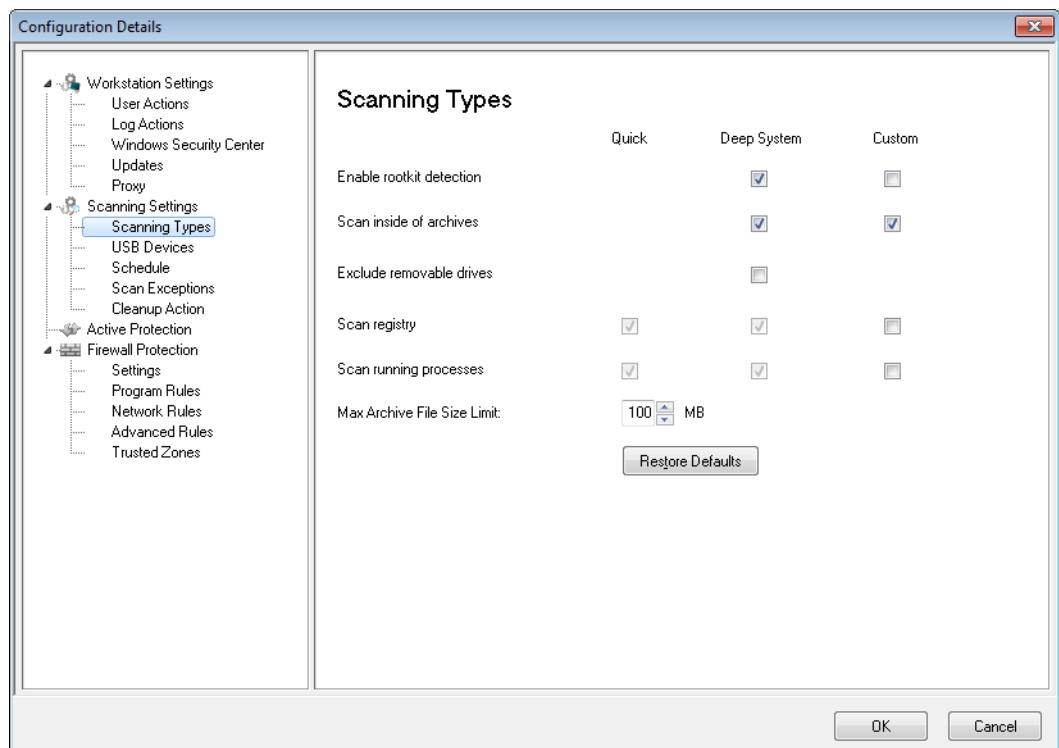 Configuration Details
Workstation Settings
User Actions
Log Actions
Windows Security Center
Updates
Proxy
Scanning Settings
Scanning Types
USB Devices
Schedule
Scan Exceptions
Cleanup Action
Active Protection
Firewall Protection
Settings
Program Rules
Network Rules
Advanced Rules
Trusted Zones
Scanning Types
Quick Deep System Custom
Enable rootkit detection
Scan inside of archives
Exclude removable drives
Scan registry
Scan running processes
Max Archive File Size Limit: 100 MB
Restore Defaults
OK Cancel